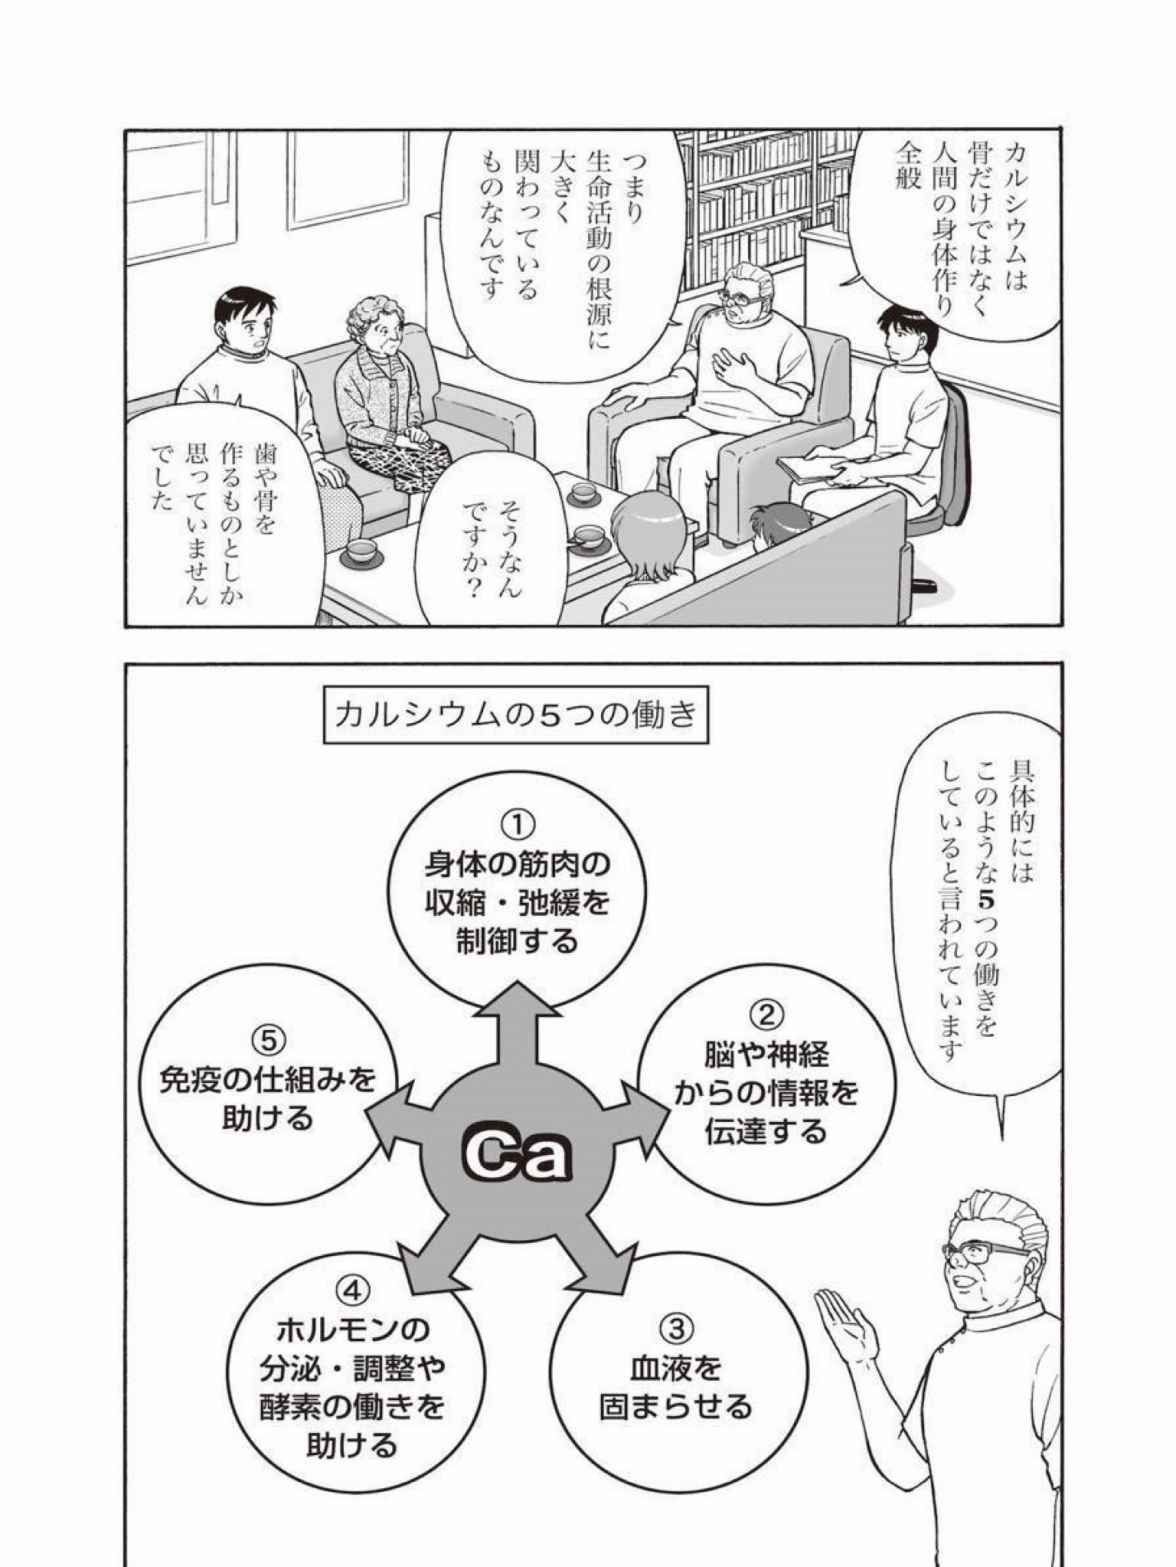 カルシウムは
骨だけではなく
人間の身体作り
全般
つまり
生命活動の根源に
大きく
関わっている
ものなんです
そうなん
ですか？
歯や骨を
作るものとしか
思っていません
でした
具体的には
このような5つの働きを
していると言われています
カルシウムの5つの働き
①
身体の筋肉の
収縮・弛緩を
制御する
②
脳や神経
からの情報を
伝達する
③
血液を
固まらせる
④
ホルモンの
分泌・調整や
酵素の働きを
助ける
⑤
免疫の仕組みを
助ける
Ca